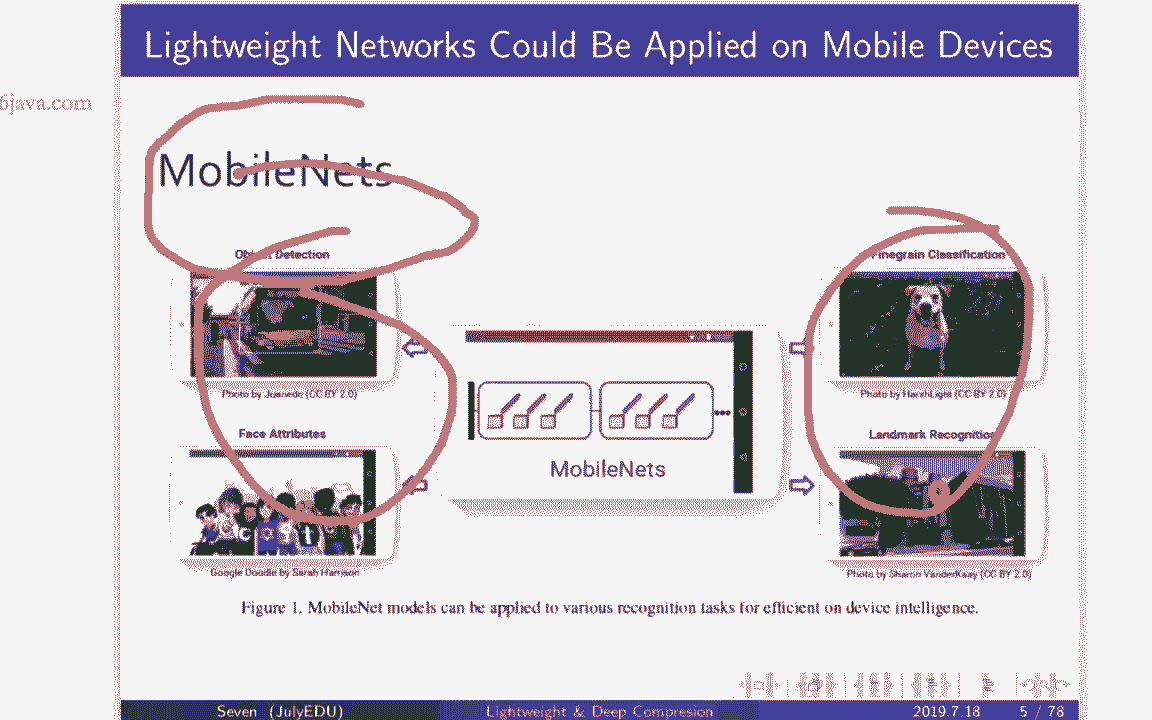 Lightweight Networks Could Be Applied on Mobile Devices
6java.com
MobileNets
Object Detection
Finegrain Classification
Photo by Juanedc (CC BY 2.0)
Photo by HarshLight (CC BY 2.0)
Face Attributes
Landmark Recognition
MobileNets
Google Doodle by Sarah Harrison
Photo by Sharon VanderKaay (CC BY 2.0)
Figure 1. MobileNet models can be applied to various recognition tasks for efficient on device intelligence.
Seven (JulyEDU)
Lightweight & Deep Compresion
2019.7.18
5 / 78